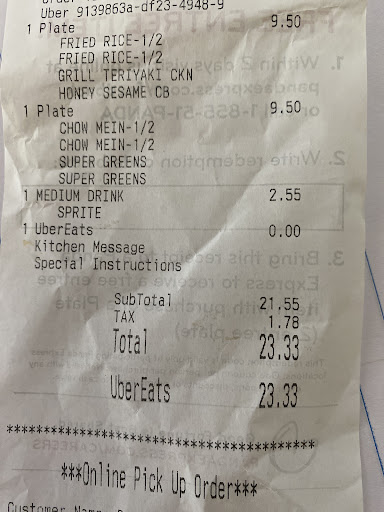 Uber 9139863a-df23-4948-9
1 Plate 9.50
FRIED RICE-1/2
FRIED RICE-1/2
GRILL TERIYAKI CKN
HONEY SESAME CB
1 Plate 9.50
CHOW MEIN-1/2
CHOW MEIN-1/2
SUPER GREENS
SUPER GREENS
1 MEDIUM DRINK 2.55
SPRITE
1 UberEats 0.00
Kitchen Message
Special Instructions
SubTotal 21.55
TAX 1.78
Total 23.33
UberEats 23.33
****************************************
***Online Pick Up Order***
Customer Name